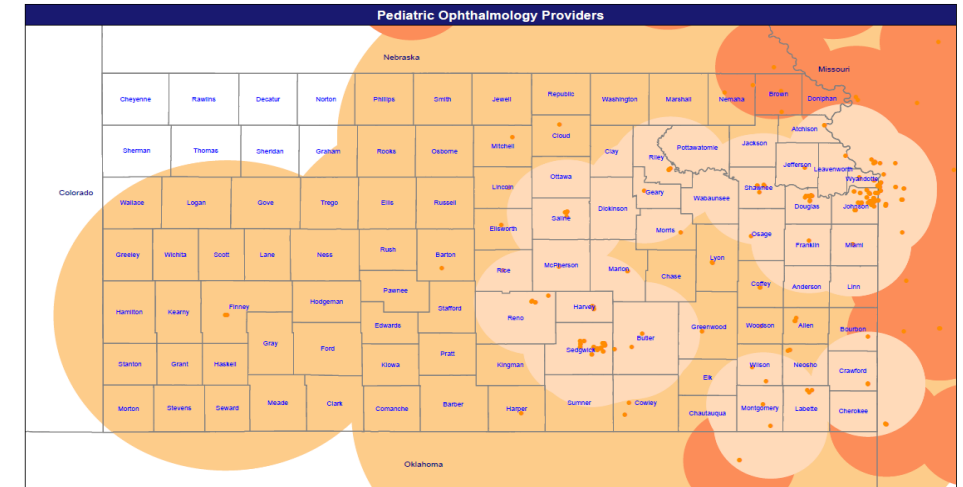 Pediatric Ophthalmology Providers
Nebraska
Missouri
Cheyenne Rawlins Decatur Norton Phillips Smith Jewell Republic Washington Marshall Nemaha Brown Doniphan
Atchison
Sherman Thomas Sheridan Graham Rooks Osborne Mitchell Cloud Clay Riley Pottawatomie Jackson Jefferson Leavenworth
Wyandotte
Colorado Wallace Logan Gove Trego Ellis Russell Lincoln Ottawa Geary Wabaunsee Shawnee
Saline Dickinson Douglas Johnson
Greeley Wichita Scott Lane Ness Rush Barton Ellsworth Morris Osage Franklin Miami
Rice McPherson Marion Chase Lyon
Hamilton Kearny Finney Hodgeman Pawnee Stafford Reno Harvey Coffey Anderson Linn
Gray Ford Edwards Sedgwick Butler Greenwood Woodson Allen Bourbon
Stanton Grant Haskell Kiowa Pratt Kingman Elk Wilson Neosho Crawford
Morton Stevens Seward Meade Clark Comanche Barber Harper Sumner Cowley Chautauqua Montgomery Labette Cherokee
Oklahoma